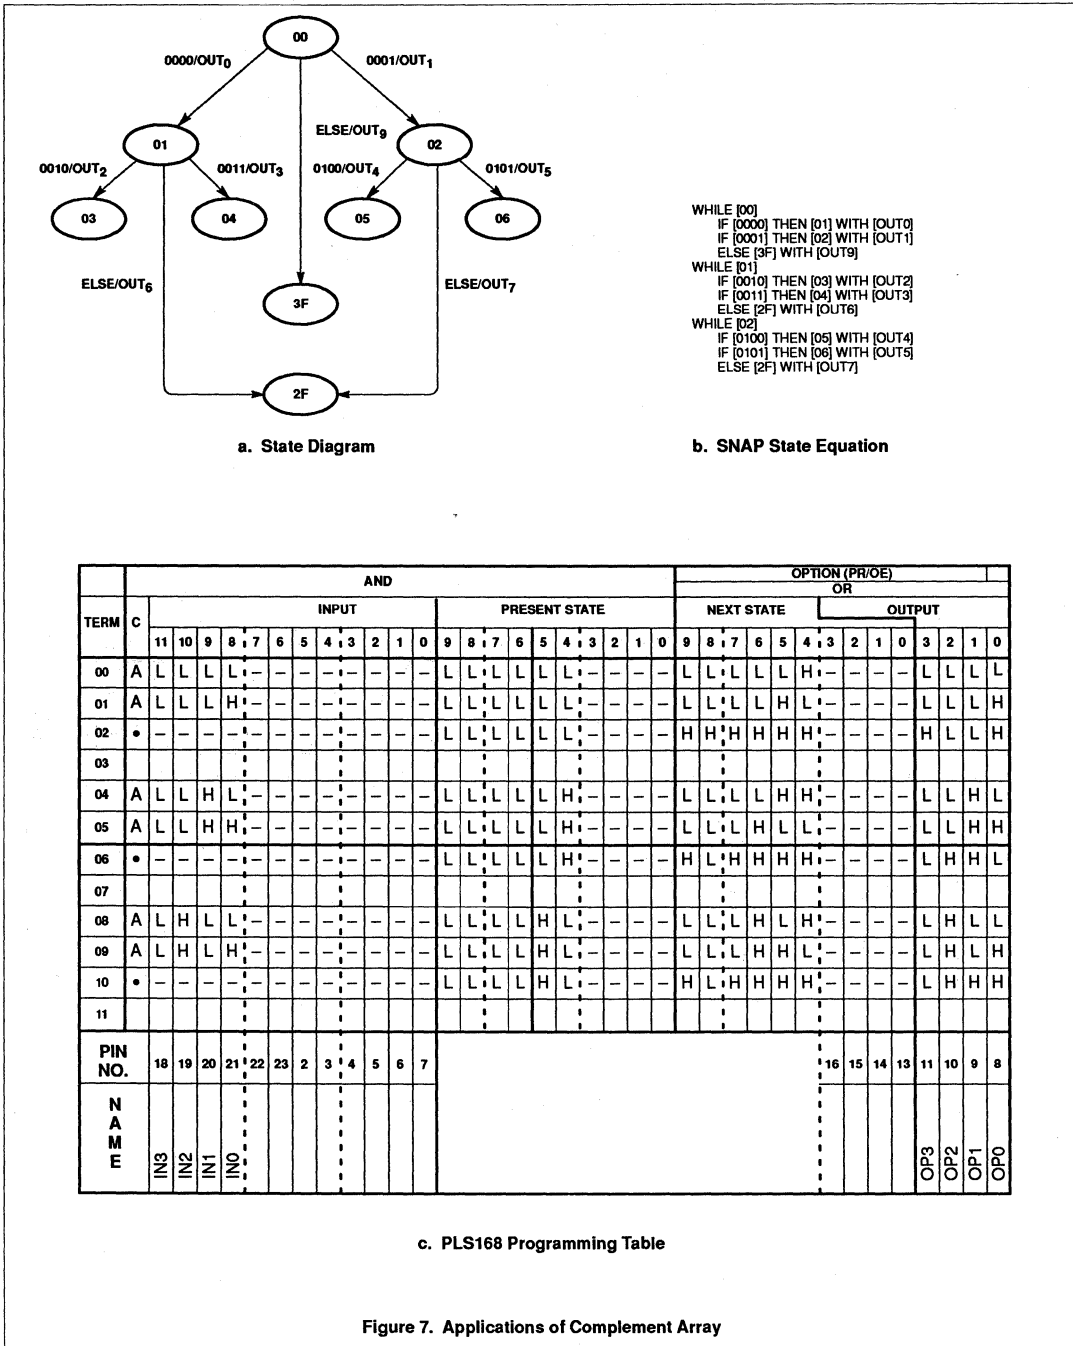 00
0000/OUT0
0001/OUT1
ELSE/OUT9
01
02
0010/OUT2
0011/OUT3
0100/OUT4
0101/OUT5
03
04
05
06
ELSE/OUT6
ELSE/OUT7
3F
2F
a. State Diagram
WHILE [00]
IF [0000] THEN [01] WITH [OUT0]
IF [0001] THEN [02] WITH [OUT1]
ELSE [3F] WITH [OUT9]
WHILE [01]
IF [0010] THEN [03] WITH [OUT2]
IF [0011] THEN [04] WITH [OUT3]
ELSE [2F] WITH [OUT6]
WHILE [02]
IF [0100] THEN [05] WITH [OUT4]
IF [0101] THEN [06] WITH [OUT5]
ELSE [2F] WITH [OUT7]
b. SNAP State Equation
AND OPTION (PR/OE)
OR
TERM C INPUT PRESENT STATE NEXT STATE OUTPUT
11 10 9 8 7 6 5 4 3 2 1 0 9 8 7 6 5 4 3 2 1 0 9 8 7 6 5 4 3 2 1 0 3 2 1 0
00 A L L L L – – – – – – – – L L L L L L – – – – L L L L L H – – – – L L L L
01 A L L L H – – – – – – – – L L L L L L – – – – L L L L H L – – – – L L L H
02 • – – – – – – – – – – – – L L L L L L – – – – H H H H H H – – – – H L L H
03
04 A L L H L – – – – – – – – L L L L L H – – – – L L L L H H – – – – L L H L
05 A L L H H – – – – – – – – L L L L L H – – – – L L L H L L – – – – L L H H
06 • – – – – – – – – – – – – L L L L L H – – – – H L H H H H – – – – L H H L
07
08 A L H L L – – – – – – – – L L L L H L – – – – L L L H L H – – – – L H L L
09 A L H L H – – – – – – – – L L L L H L – – – – L L L H H L – – – – L H L H
10 • – – – – – – – – – – – – L L L L H L – – – – H L H H H H – – – – L H H H
11
PIN NO. 18 19 20 21 22 23 2 3 4 5 6 7 16 15 14 13 11 10 9 8
NAME IN3 IN2 IN1 IN0 OP3 OP2 OP1 OP0
c. PLS168 Programming Table
Figure 7. Applications of Complement Array